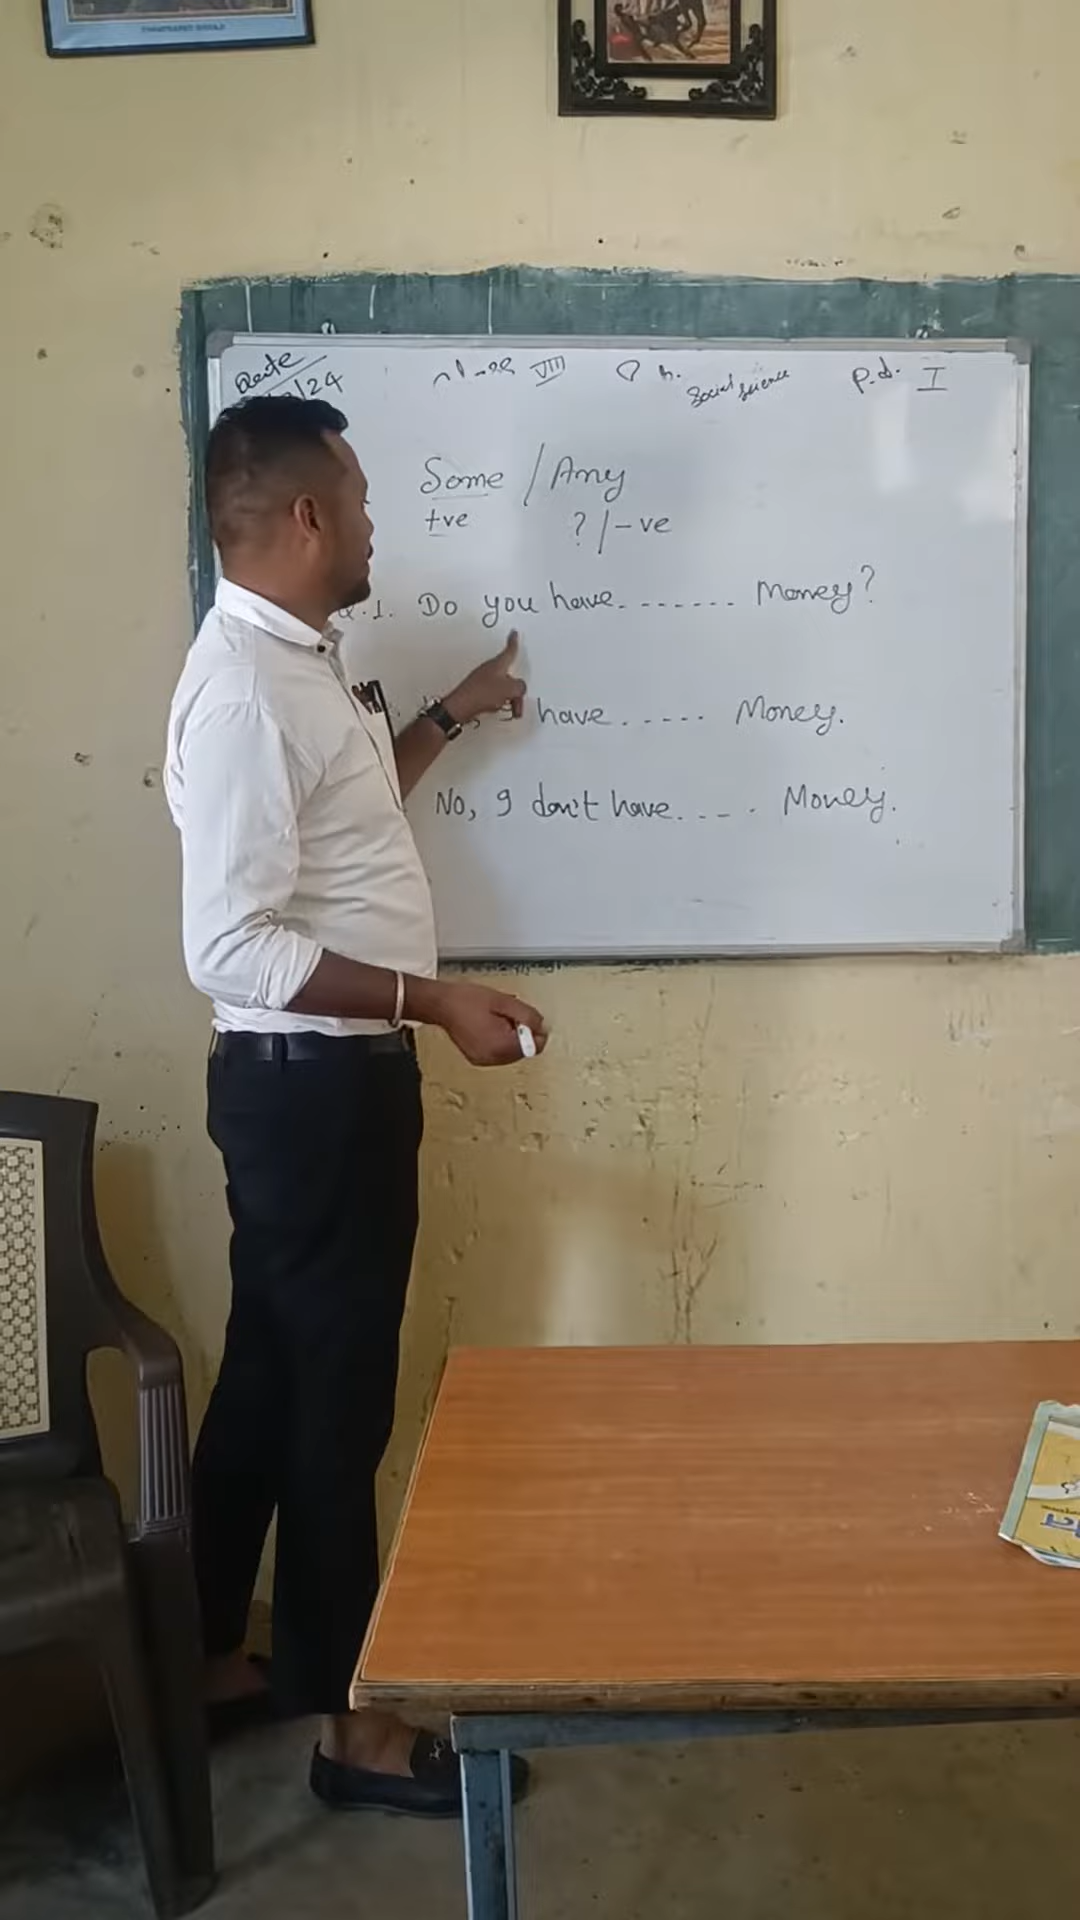 Date VIII Social science P.d. I
/24
Some / Any
+ve ? / -ve
Q.1. Do you have ....... Money?
, I have ..... Money.
No, I don't have .... Money.